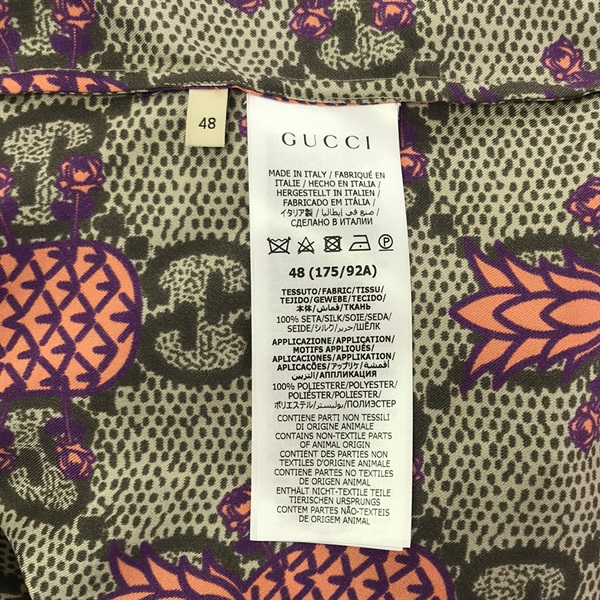 48
GUCCI
MADE IN ITALY / FABRIQUÉ EN
ITALIE / HECHO EN ITALIA /
HERGESTELLT IN ITALIEN /
FABRICADO EM ITÁLIA /
イタリア製 / صنع في إيطاليا /
СДЕЛАНО В ИТАЛИИ
48 (175/92A)
TESSUTO/FABRIC/TISSU/
TEJIDO/GEWEBE/TECIDO/
本体/قماش/ТКАНЬ
100% SETA/SILK/SOIE/SEDA/
SEIDE/シルク/حرير/ШЁЛК
APPLICAZIONE/APPLICATION/
MOTIFS APPLIQUÉS/
APLICACIONES/APPLIKATION/
APLICAÇÕES/アップリケ/أقمشة
التزيين/АППЛИКАЦИЯ
100% POLIESTERE/POLYESTER/
POLIÉSTER/POLYESTER/
ポリエステル/بوليستر/ПОЛИЭСТЕР
CONTIENE PARTI NON TESSILI
DI ORIGINE ANIMALE
CONTAINS NON-TEXTILE PARTS
OF ANIMAL ORIGIN
CONTIENT DES PARTIES NON
TEXTILES D'ORIGINE ANIMALE
CONTIENE PARTES NO TEXTILES
DE ORIGEN ANIMAL
ENTHÄLT NICHT-TEXTILE TEILE
TIERISCHEN URSPRUNGS
CONTEM PARTES NÃO-TEXTEIS
DE ORIGEM ANIMAL